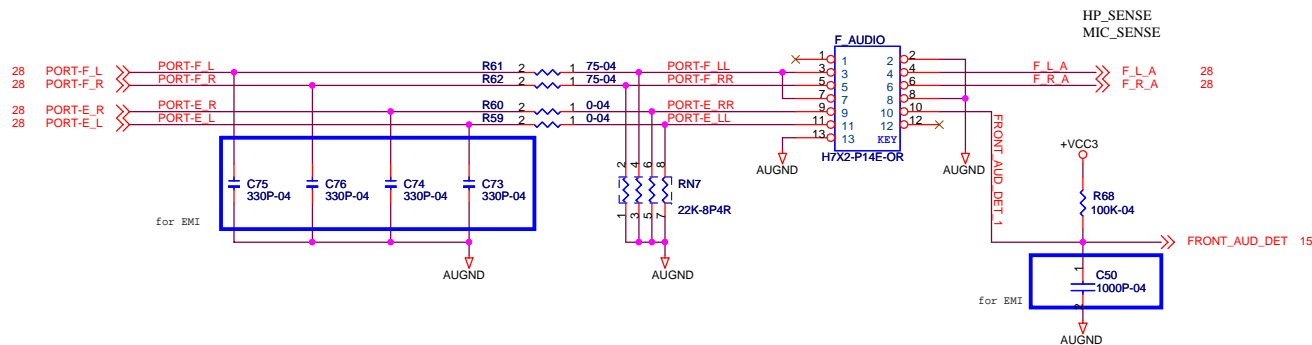 HP_SENSE
MIC_SENSE
F_AUDIO
28 PORT-F_L PORT-F_L R61 2 1 75-04 PORT-F_LL
28 PORT-F_R PORT-F_R R62 2 1 75-04 PORT-F_RR
28 PORT-E_R PORT-E_R R60 2 1 0-04 PORT-E_RR
28 PORT-E_L PORT-E_L R59 2 1 0-04 PORT-E_LL
1 1 2 2
3 3 4 4 F_L_A F_L_A 28
5 5 6 6 F_R_A F_R_A 28
7 7 8 8
9 9 10 10
11 11 12 12
13 13 KEY
H7X2-P14E-OR
AUGND
AUGND
FRONT_AUD_DET_1
+VCC3
R68
100K-04
FRONT_AUD_DET 15
C75
330P-04
C76
330P-04
C74
330P-04
C73
330P-04
for EMI
AUGND
2 4 6 8
RN7
22K-8P4R
1 3 5 7
AUGND
1
C50
1000P-04
2
for EMI
AUGND